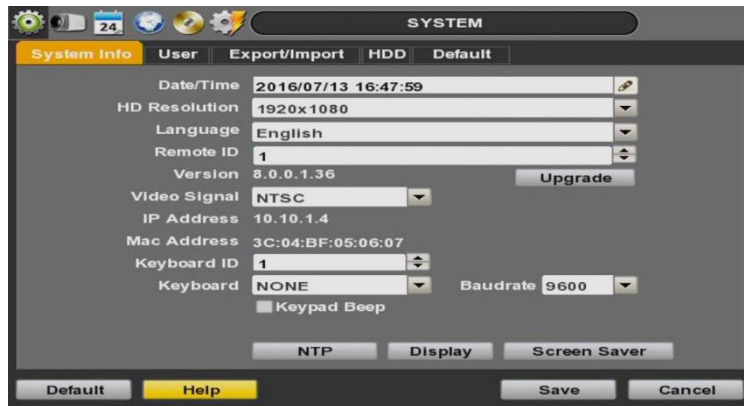 24
SYSTEM
System Info User Export/Import HDD Default
Date/Time 2016/07/13 16:47:59
HD Resolution 1920x1080
Language English
Remote ID 1
Version 8.0.0.1.36 Upgrade
Video Signal NTSC
IP Address 10.10.1.4
Mac Address 3C:04:BF:05:06:07
Keyboard ID 1
Keyboard NONE Baudrate 9600
Keypad Beep
NTP Display Screen Saver
Default Help Save Cancel